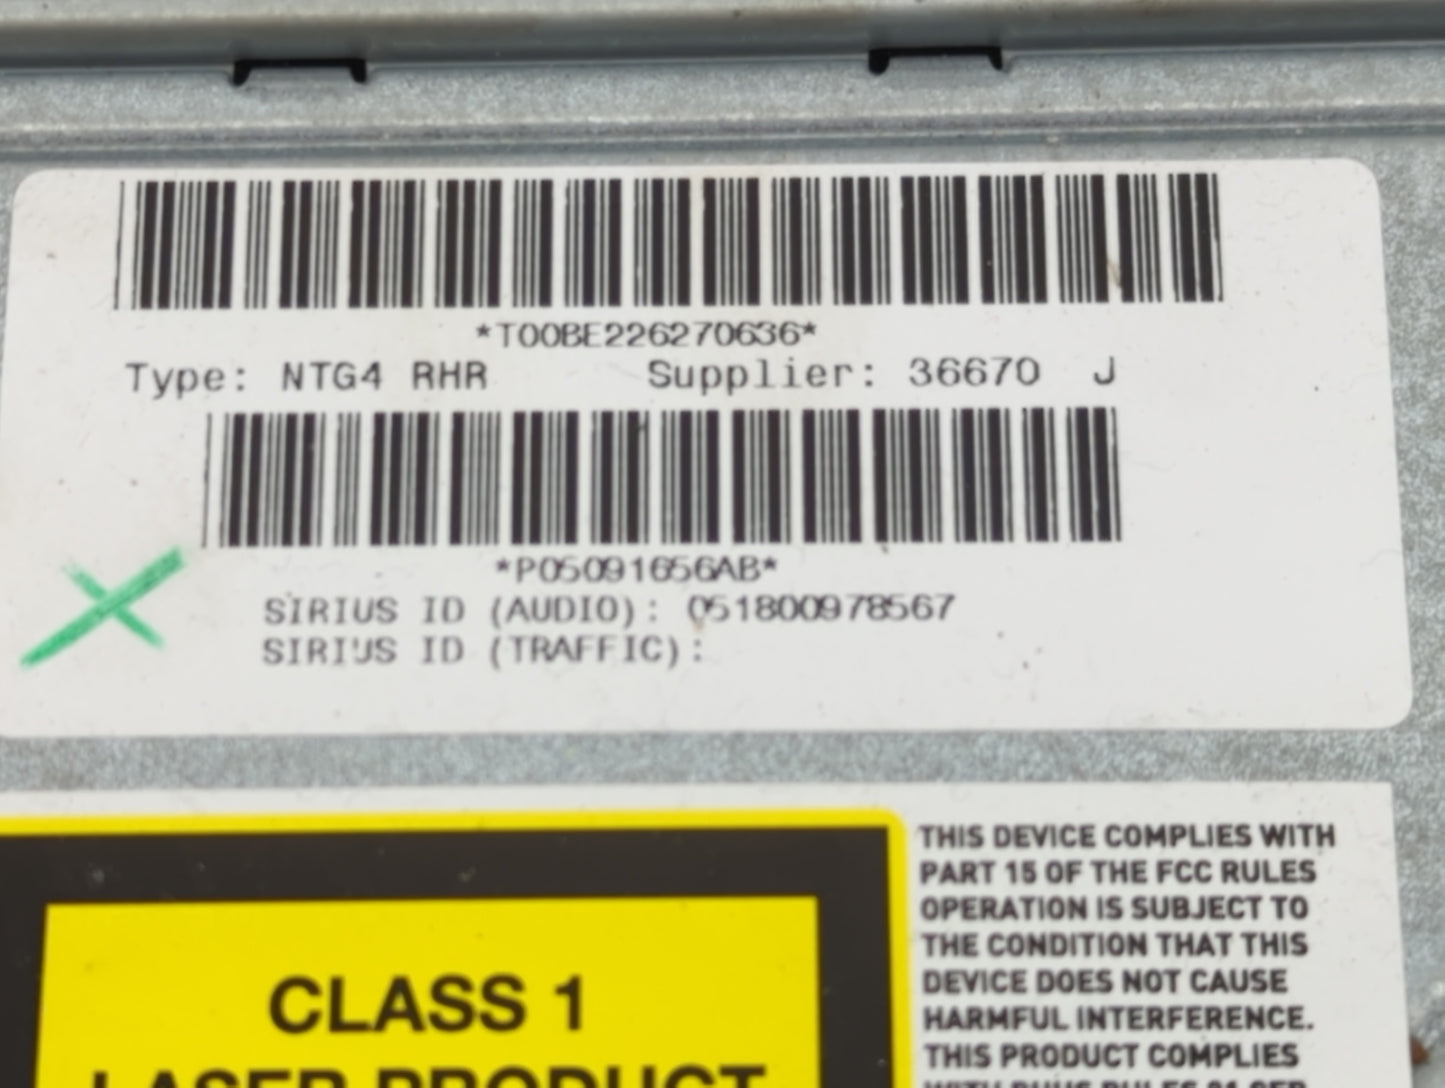 *T00BE226270636*
Type: NTG4 RHR Supplier: 36670 J
*P05091656AB*
SIRIUS ID (AUDIO): 051800978567
SIRIUS ID (TRAFFIC):
CLASS 1
LASER PRODUCT
THIS DEVICE COMPLIES WITH
PART 15 OF THE FCC RULES
OPERATION IS SUBJECT TO
THE CONDITION THAT THIS
DEVICE DOES NOT CAUSE
HARMFUL INTERFERENCE.
THIS PRODUCT COMPLIES